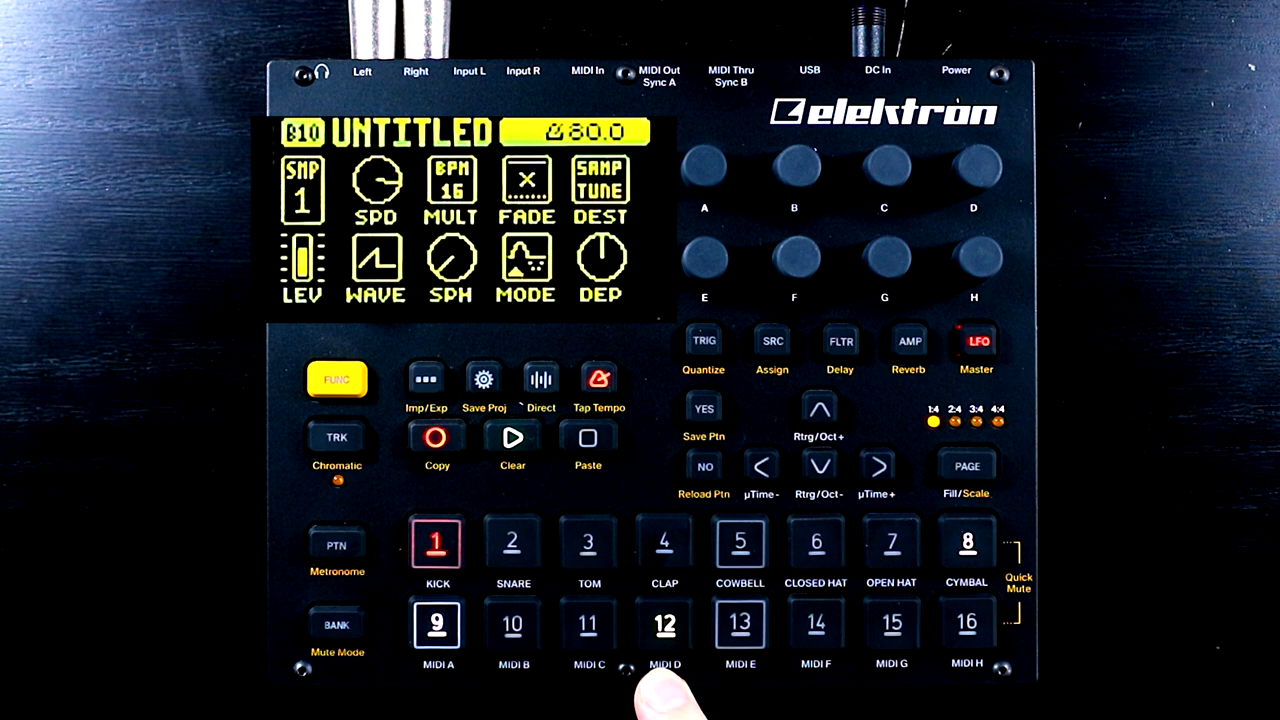 Left Right Input L Input R MIDI In MIDI Out MIDI Thru USB DC In Power
Sync A Sync B
elektron
B10 UNTITLED 80.0
SMP
1
SPD
BPM
16
MULT
FADE
SAMP
TUNE
DEST
LEV WAVE SPH MODE DEP
A B C D
E F G H
TRIG SRC FLTR AMP LFO
Quantize Assign Delay Reverb Master
FUNC
Imp/Exp Save Proj Direct Tap Tempo
YES
Save Ptn
Rtrg/Oct+
1:4 2:4 3:4 4:4
TRK
Chromatic
Copy Clear Paste
NO PAGE
Reload Ptn µTime- Rtrg/Oct- µTime+ Fill/Scale
PTN
Metronome
1 2 3 4 5 6 7 8
KICK SNARE TOM CLAP COWBELL CLOSED HAT OPEN HAT CYMBAL
Quick
Mute
BANK
Mute Mode
9 10 11 12 13 14 15 16
MIDI A MIDI B MIDI C MIDI D MIDI E MIDI F MIDI G MIDI H